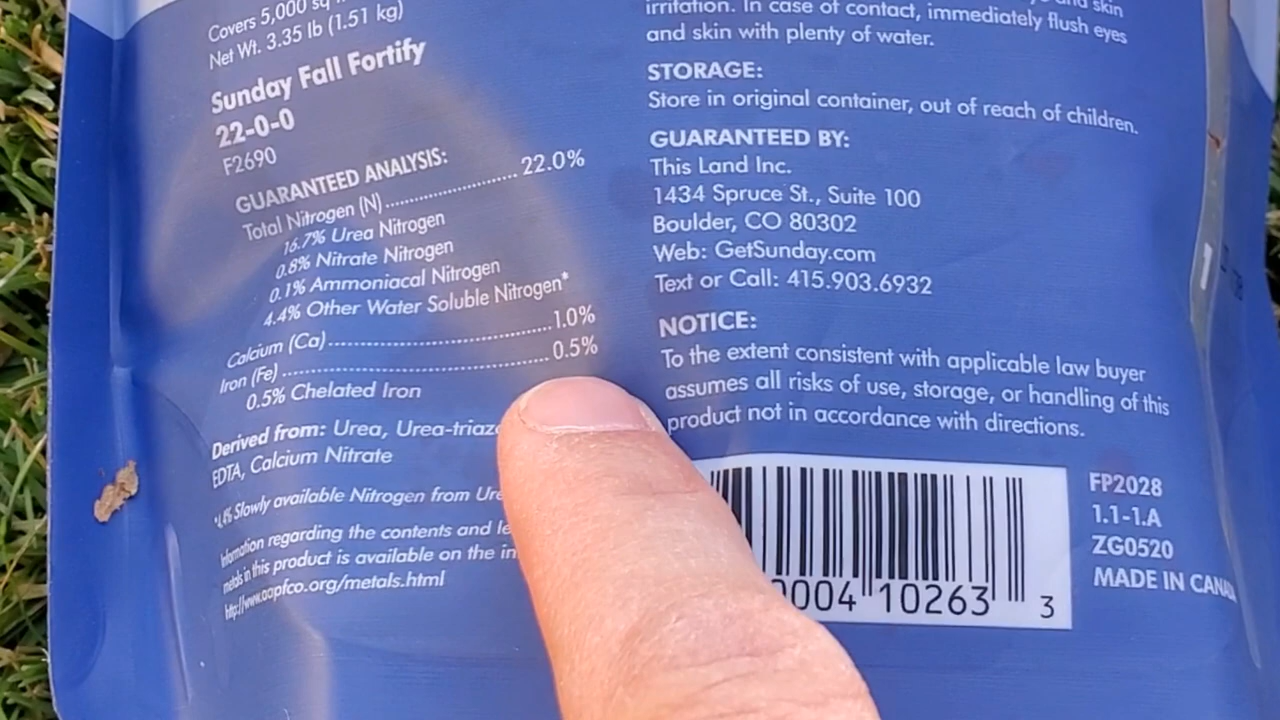 Covers 5,000 sq
Net Wt. 3.35 lb (1.51 kg)
Sunday Fall Fortify
22-0-0
F2690
GUARANTEED ANALYSIS:
Total Nitrogen (N)..................... 22.0%
16.7% Urea Nitrogen
0.8% Nitrate Nitrogen
0.1% Ammoniacal Nitrogen
4.4% Other Water Soluble Nitrogen*
Calcium (Ca)...................................1.0%
Iron (Fe)......................................... 0.5%
0.5% Chelated Iron
Derived from: Urea, Urea-triazo
EDTA, Calcium Nitrate
*4.4% Slowly available Nitrogen from Ure
Information regarding the contents and le
metals in this product is available on the in
http://www.aapfco.org/metals.html
and skin
irritation. In case of contact, immediately flush eyes
and skin with plenty of water.
STORAGE:
Store in original container, out of reach of children.
GUARANTEED BY:
This Land Inc.
1434 Spruce St., Suite 100
Boulder, CO 80302
Web: GetSunday.com
Text or Call: 415.903.6932
NOTICE:
To the extent consistent with applicable law buyer
assumes all risks of use, storage, or handling of this
product not in accordance with directions.
0004 10263 3
FP2028
1.1-1.A
ZG0520
MADE IN CANA